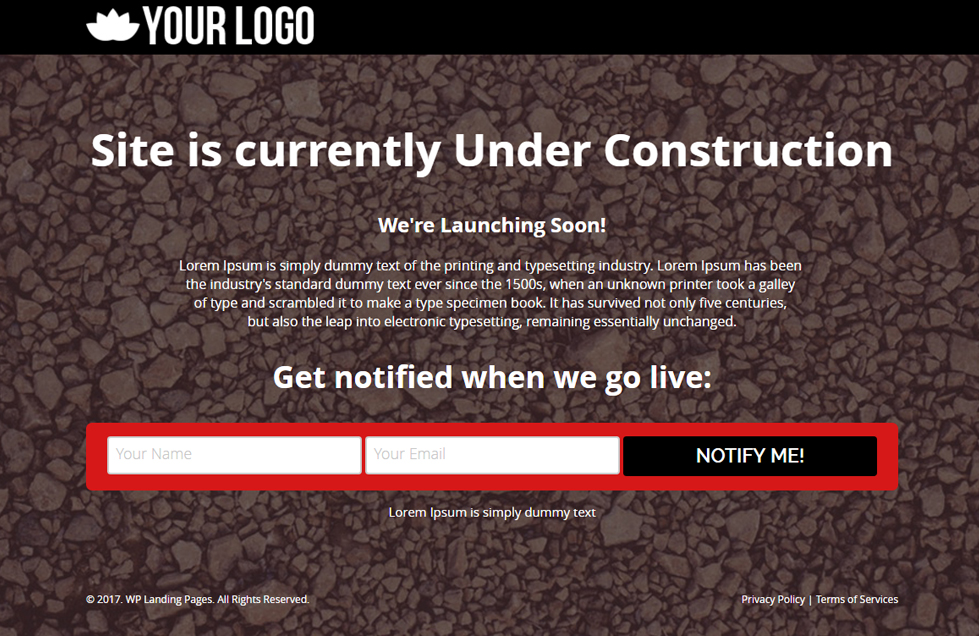 YOUR LOGO
Site is currently Under Construction
We're Launching Soon!
Lorem Ipsum is simply dummy text of the printing and typesetting industry. Lorem Ipsum has been
the industry's standard dummy text ever since the 1500s, when an unknown printer took a galley
of type and scrambled it to make a type specimen book. It has survived not only five centuries,
but also the leap into electronic typesetting, remaining essentially unchanged.
Get notified when we go live:
Your Name Your Email NOTIFY ME!
Lorem Ipsum is simply dummy text
© 2017. WP Landing Pages. All Rights Reserved. Privacy Policy | Terms of Services